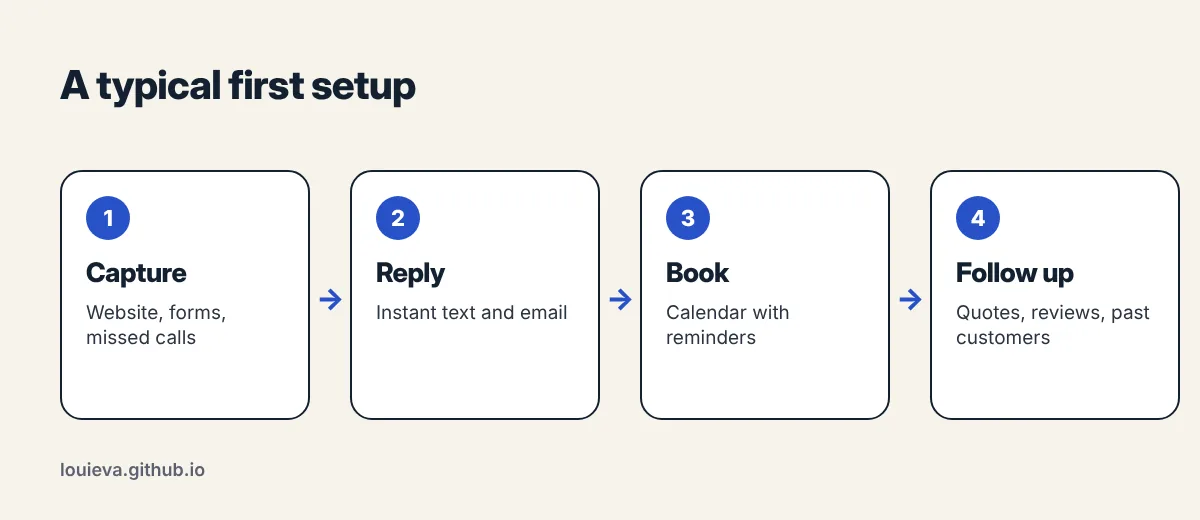 A typical first setup
1
Capture
Website, forms,
missed calls
2
Reply
Instant text and email
3
Book
Calendar with
reminders
4
Follow up
Quotes, reviews, past
customers
louieva.github.io